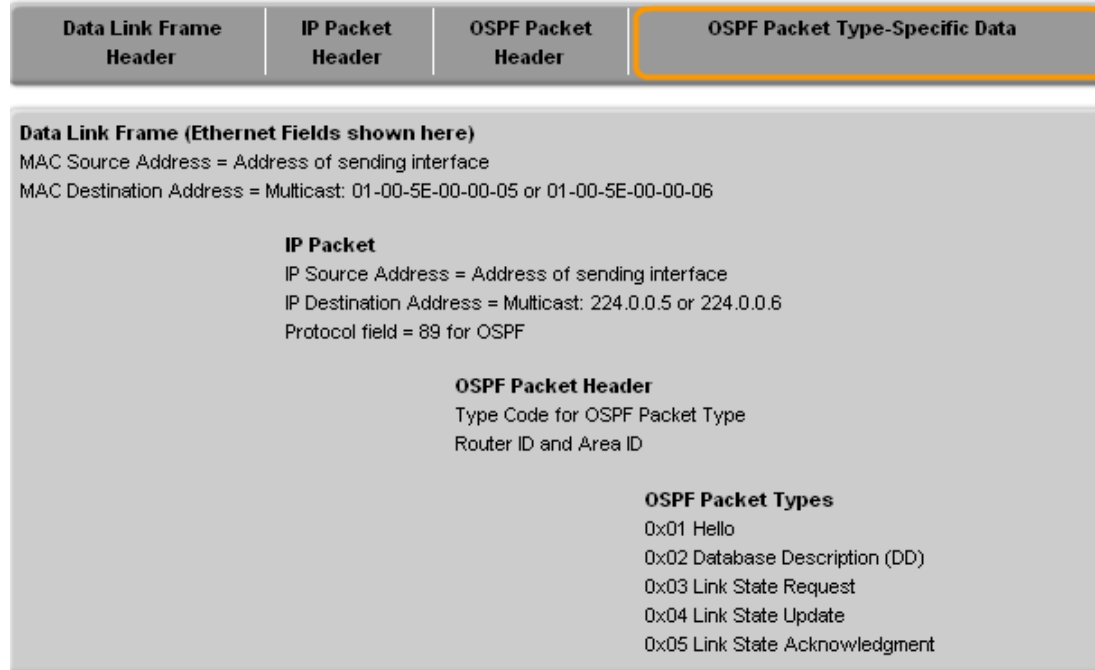 Data Link Frame Header
IP Packet Header
OSPF Packet Header
OSPF Packet Type-Specific Data
Data Link Frame (Ethernet Fields shown here)
MAC Source Address = Address of sending interface
MAC Destination Address = Multicast: 01-00-5E-00-00-05 or 01-00-5E-00-00-06
IP Packet
IP Source Address = Address of sending interface
IP Destination Address = Multicast: 224.0.0.5 or 224.0.0.6
Protocol field = 89 for OSPF
OSPF Packet Header
Type Code for OSPF Packet Type
Router ID and Area ID
OSPF Packet Types
0x01 Hello
0x02 Database Description (DD)
0x03 Link State Request
0x04 Link State Update
0x05 Link State Acknowledgment